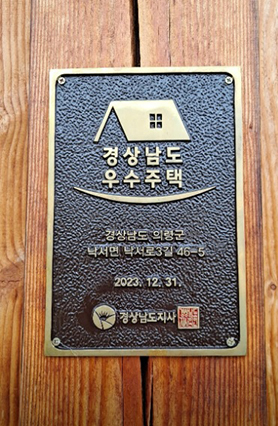 경상남도
우수주택
경상남도 의령군
낙서면 낙서로3길 46-5
2023. 12. 31.
경상남도지사